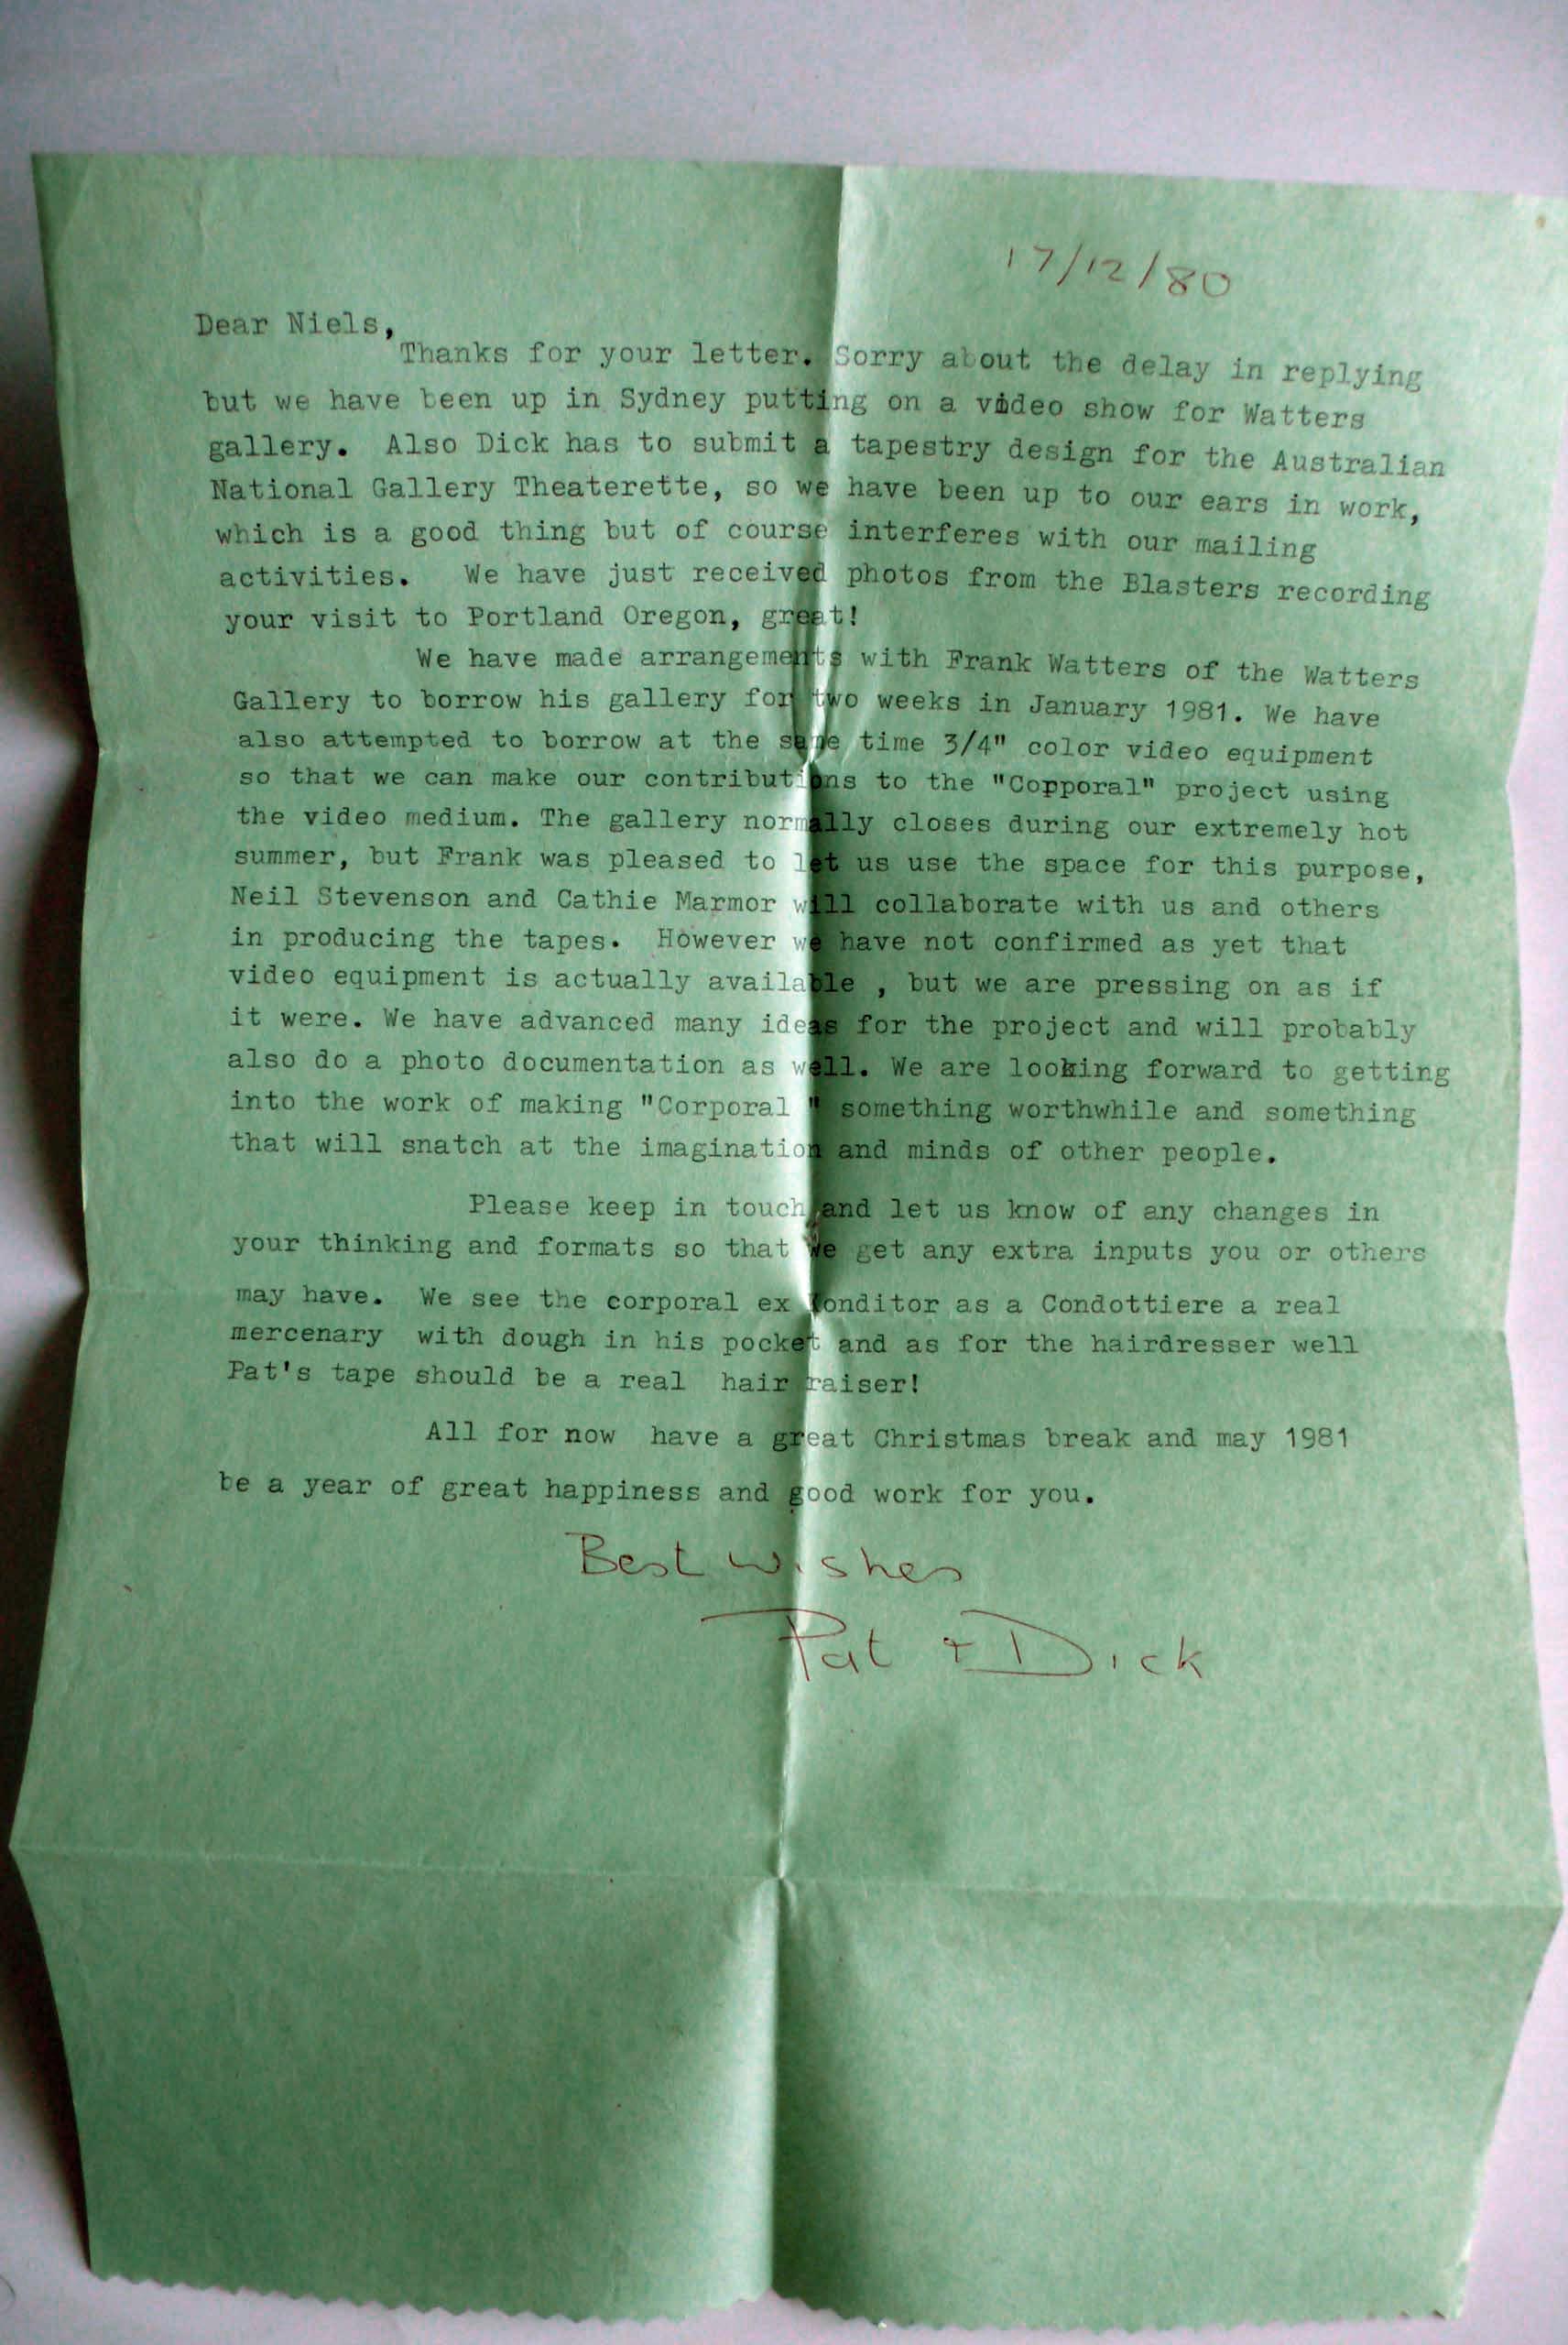 17/12/80
Dear Niels,
Thanks for your letter. Sorry about the delay in replying
but we have been up in Sydney putting on a video show for Watters
gallery. Also Dick has to submit a tapestry design for the Australian
National Gallery Theaterette, so we have been up to our ears in work,
which is a good thing but of course interferes with our mailing
activities. We have just received photos from the Blasters recording
your visit to Portland Oregon, great!
We have made arrangements with Frank Watters of the Watters
Gallery to borrow his gallery for two weeks in January 1981. We have
also attempted to borrow at the same time 3/4" color video equipment
so that we can make our contributions to the "Copporal" project using
the video medium. The gallery normally closes during our extremely hot
summer, but Frank was pleased to let us use the space for this purpose,
Neil Stevenson and Cathie Marmor will collaborate with us and others
in producing the tapes. However we have not confirmed as yet that
video equipment is actually available , but we are pressing on as if
it were. We have advanced many ideas for the project and will probably
also do a photo documentation as well. We are looking forward to getting
into the work of making "Corporal " something worthwhile and something
that will snatch at the imagination and minds of other people.
Please keep in touch and let us know of any changes in
your thinking and formats so that we get any extra inputs you or others
may have. We see the corporal ex onditor as a Condottiere a real
mercenary with dough in his pocket and as for the hairdresser well
Pat's tape should be a real hair raiser!
All for now have a great Christmas break and may 1981
be a year of great happiness and good work for you.
Best wishes
Pat + Dick